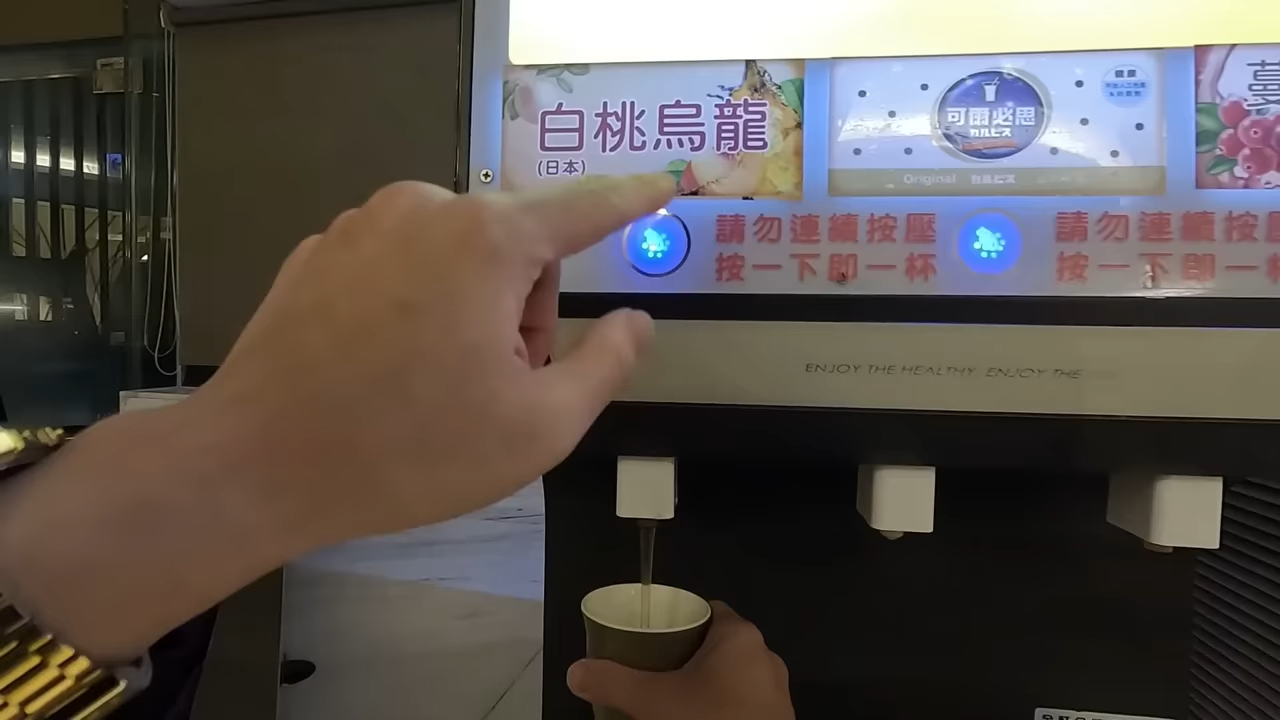 白桃烏龍
(日本)
可爾必思
カルピス
健康
Original カルピス
請勿連續按壓
按一下即一杯
請勿連續按壓
按一下即一杯
ENJOY THE HEALTHY ENJOY THE